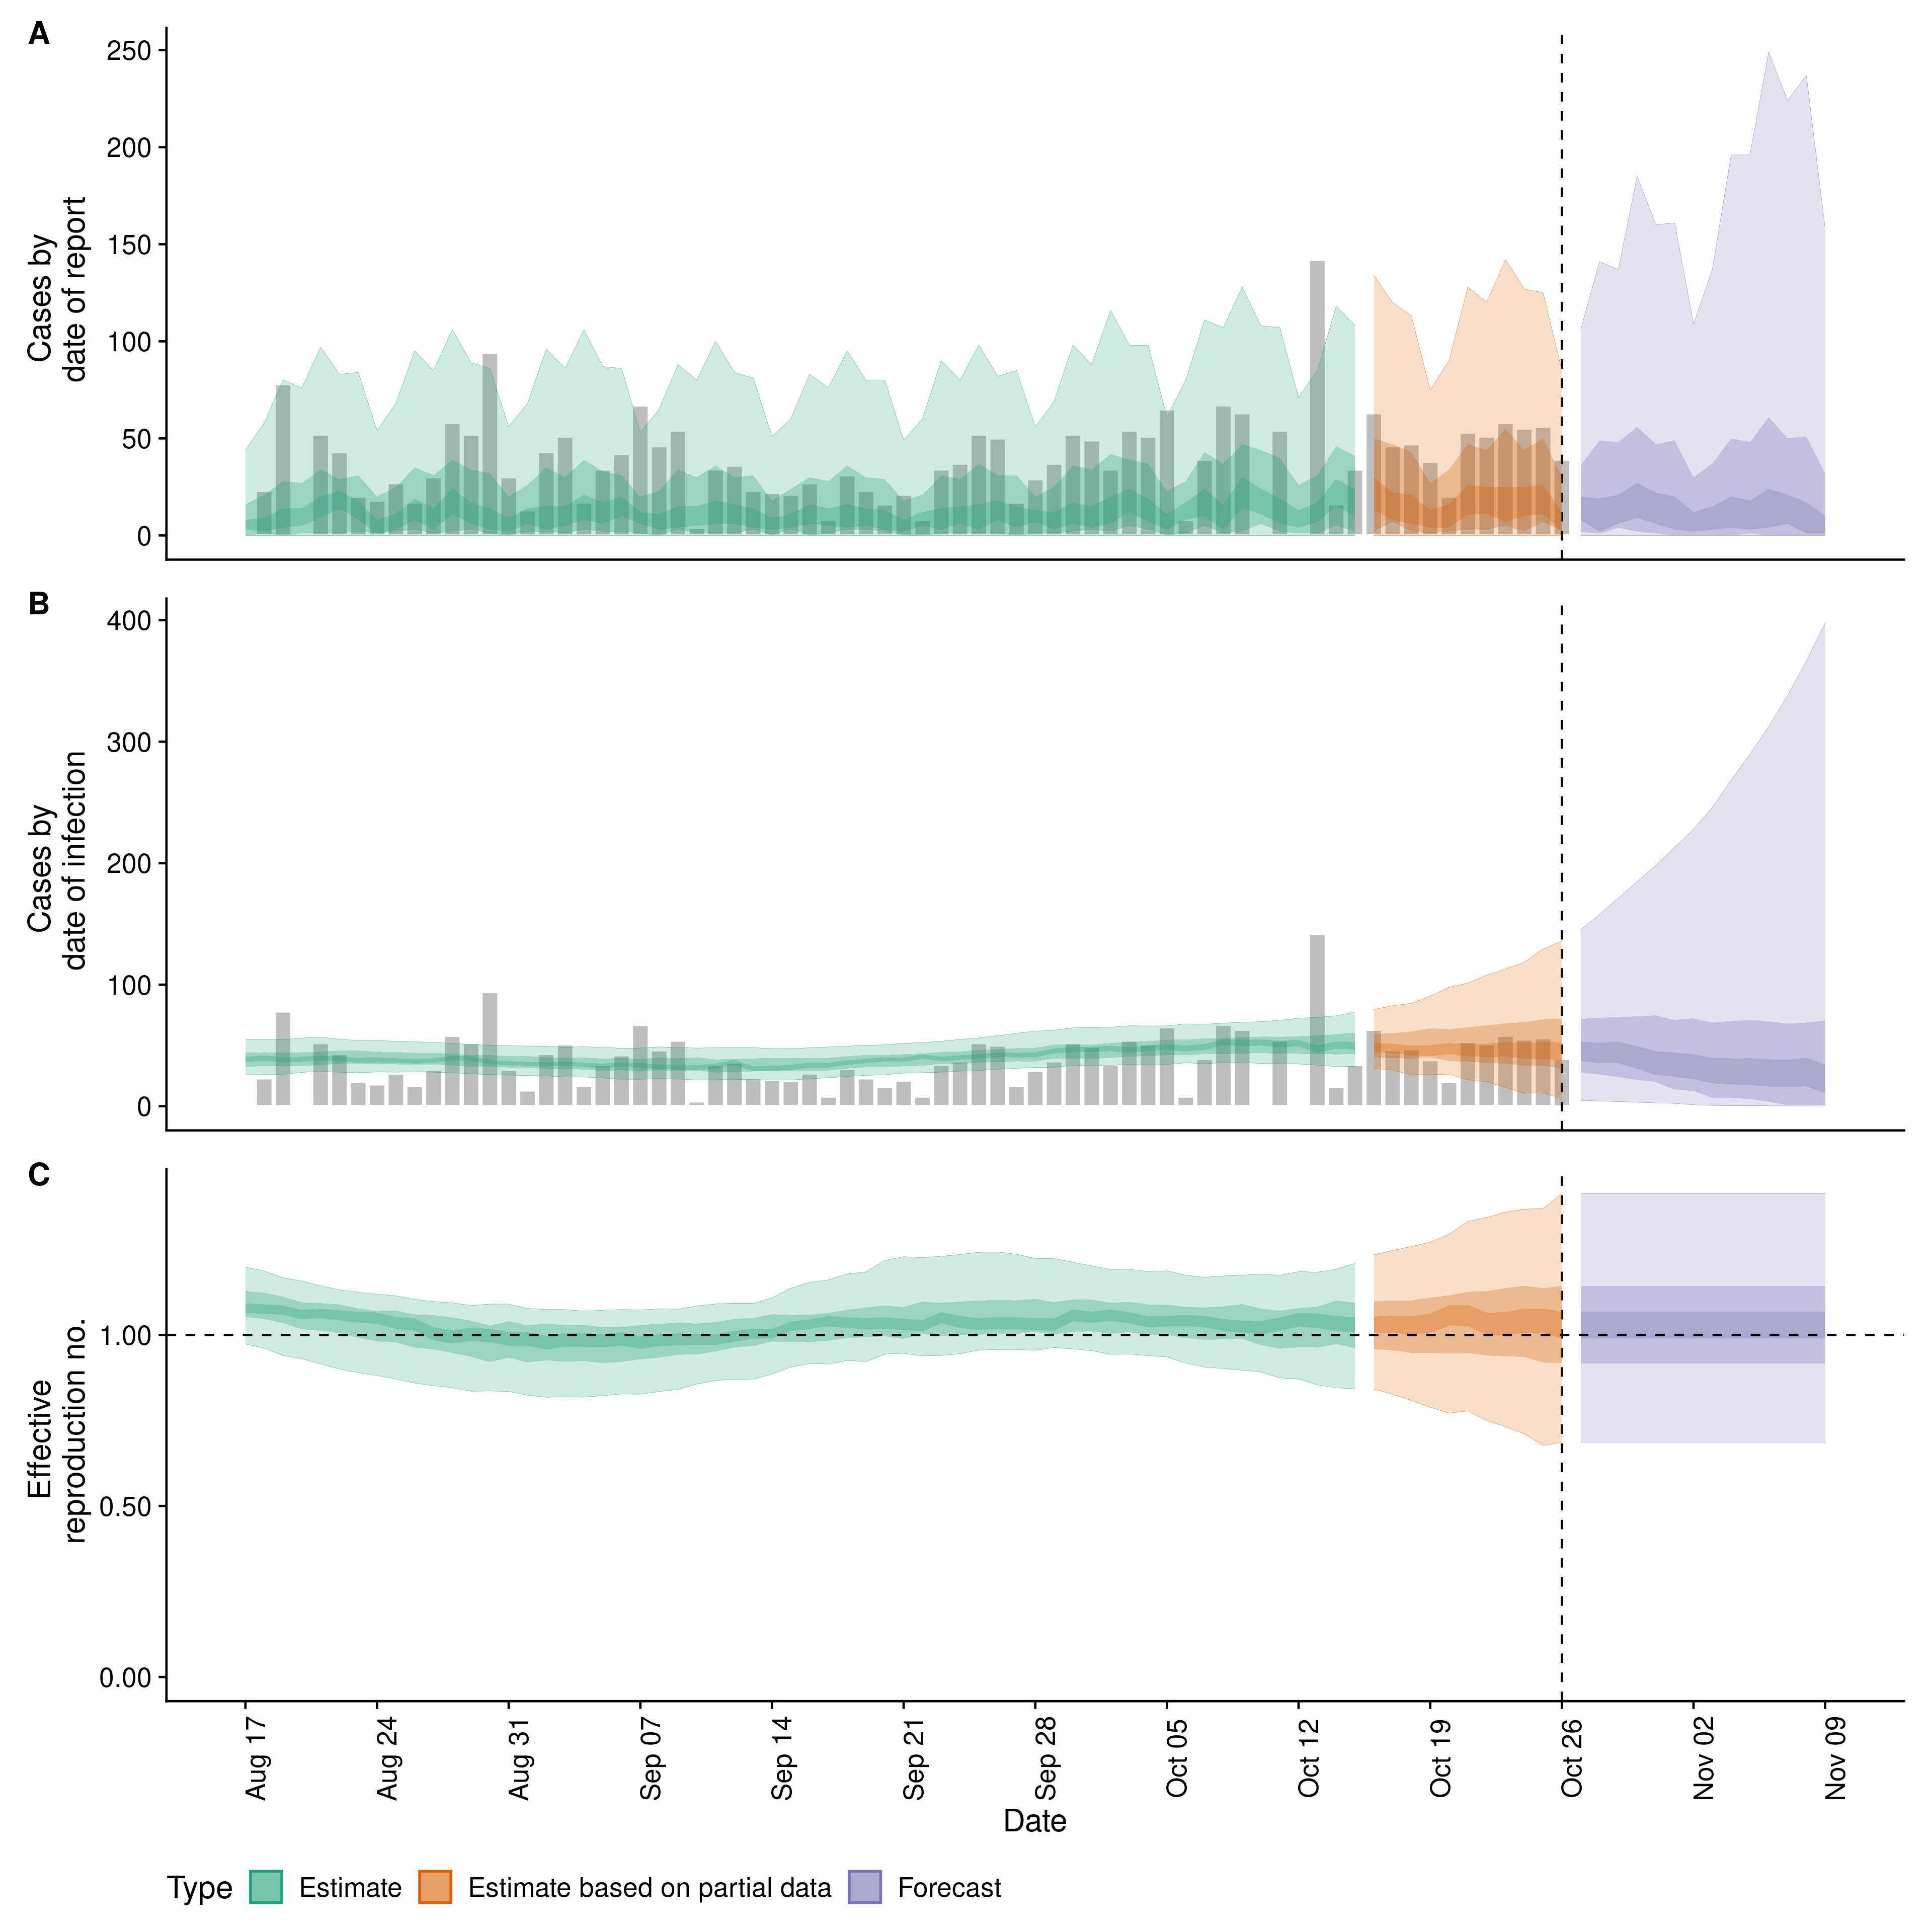 A
250
200
150
100
50
0
Cases by
date of report
B
400
300
200
100
0
Cases by
date of infection
C
1.00
0.50
0.00
Effective
reproduction no.
Aug 17
Aug 24
Aug 31
Sep 07
Sep 14
Sep 21
Sep 28
Oct 05
Oct 12
Oct 19
Oct 26
Nov 02
Nov 09
Date
Type Estimate Estimate based on partial data Forecast